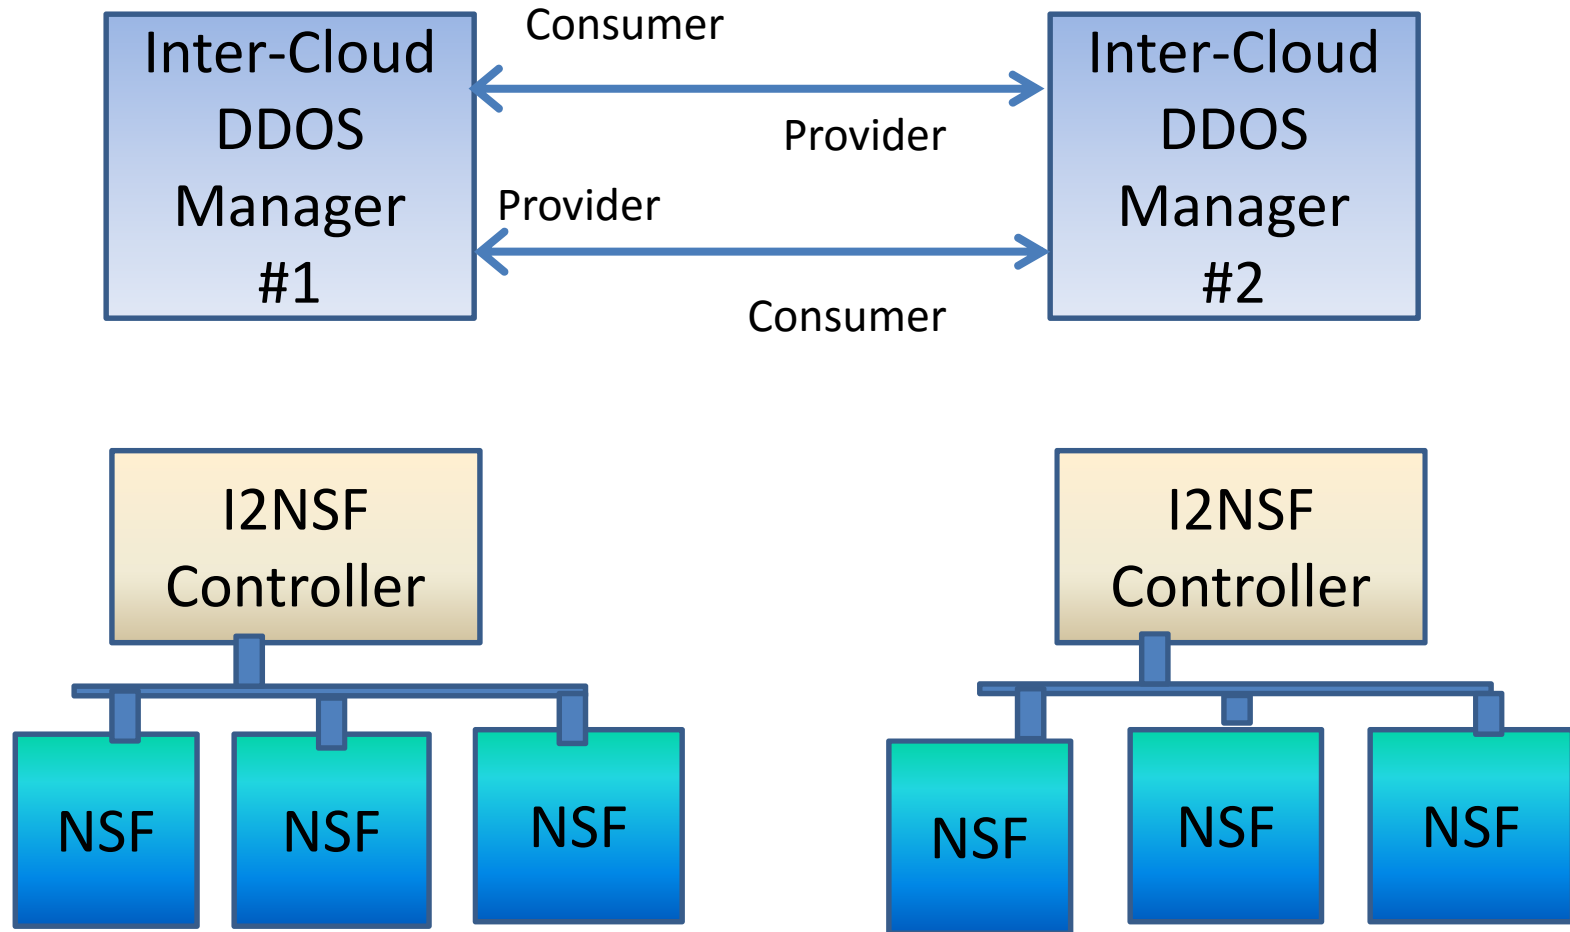 Inter-Cloud
DDOS
Manager
#1
Consumer
Provider
Provider
Consumer
Inter-Cloud
DDOS
Manager
#2
I2NSF
Controller
I2NSF
Controller
NSF
NSF
NSF
NSF
NSF
NSF